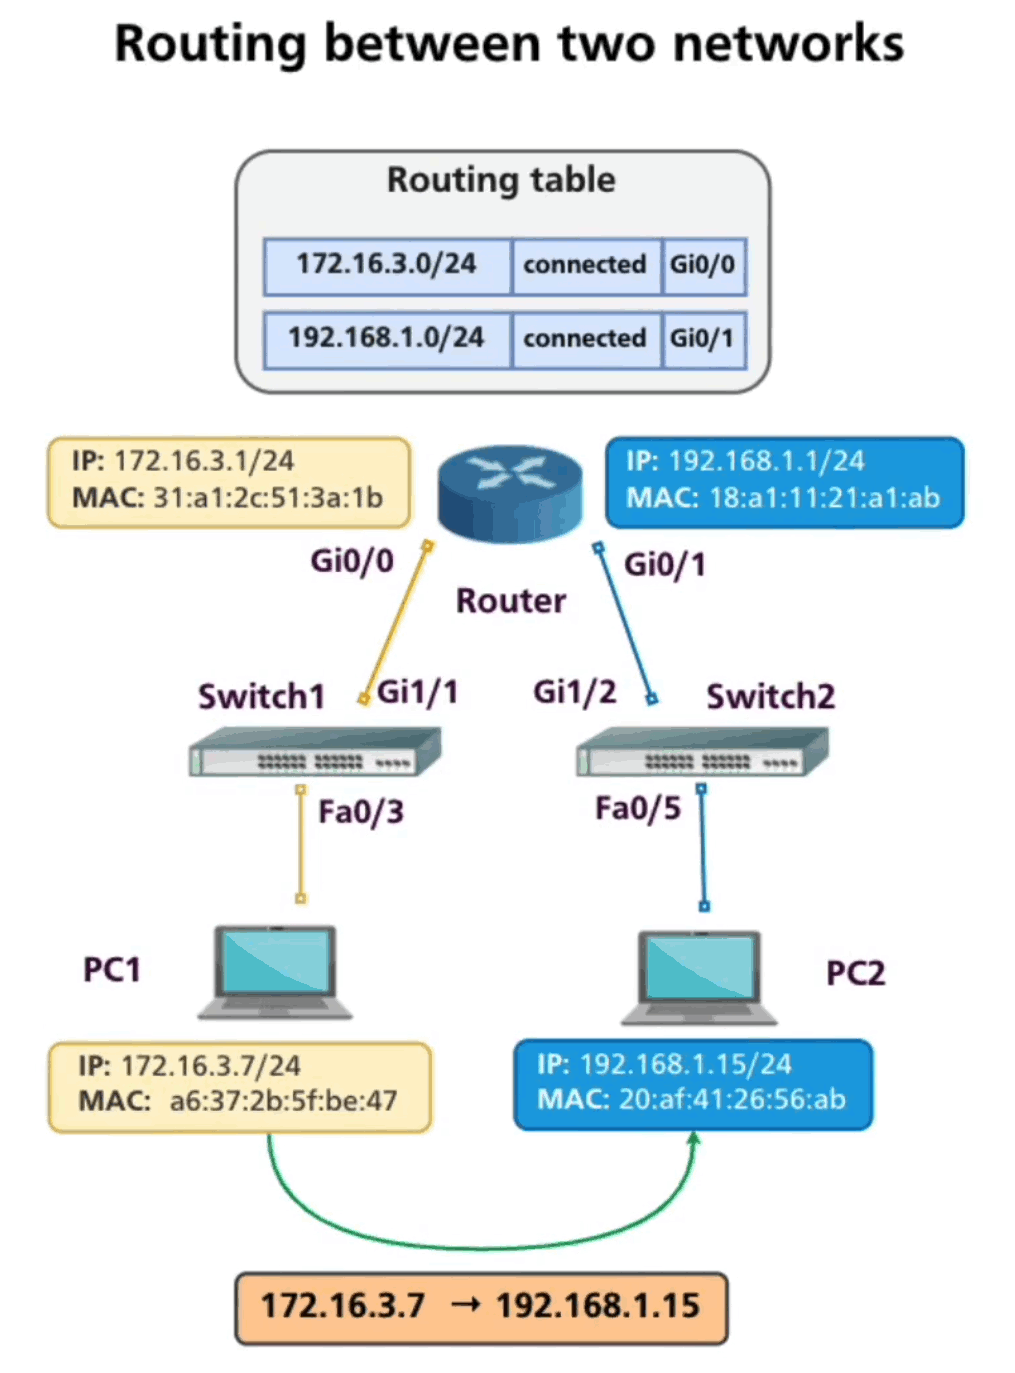 Routing between two networks
Routing table
172.16.3.0/24 connected Gi0/0
192.168.1.0/24 connected Gi0/1
IP: 172.16.3.1/24
MAC: 31:a1:2c:51:3a:1b
IP: 192.168.1.1/24
MAC: 18:a1:11:21:a1:ab
Gi0/0
Gi0/1
Router
Switch1
Gi1/1
Gi1/2
Switch2
Fa0/3
Fa0/5
PC1
PC2
IP: 172.16.3.7/24
MAC: a6:37:2b:5f:be:47
IP: 192.168.1.15/24
MAC: 20:af:41:26:56:ab
172.16.3.7 → 192.168.1.15